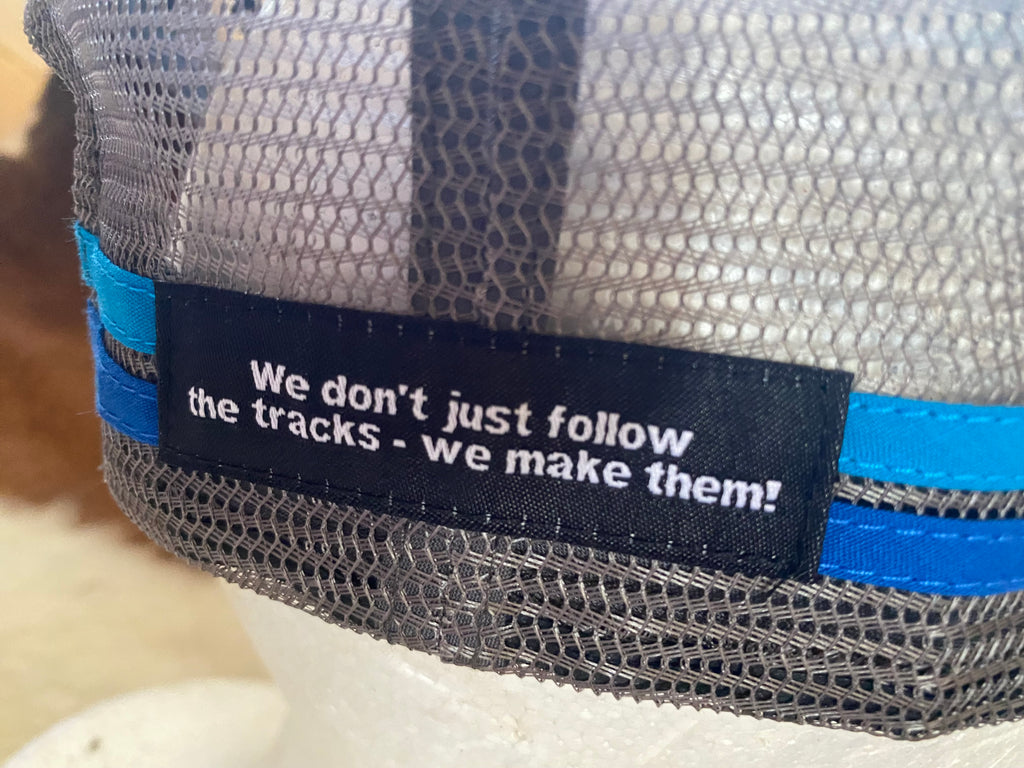 We don't just follow
the tracks - we make them!